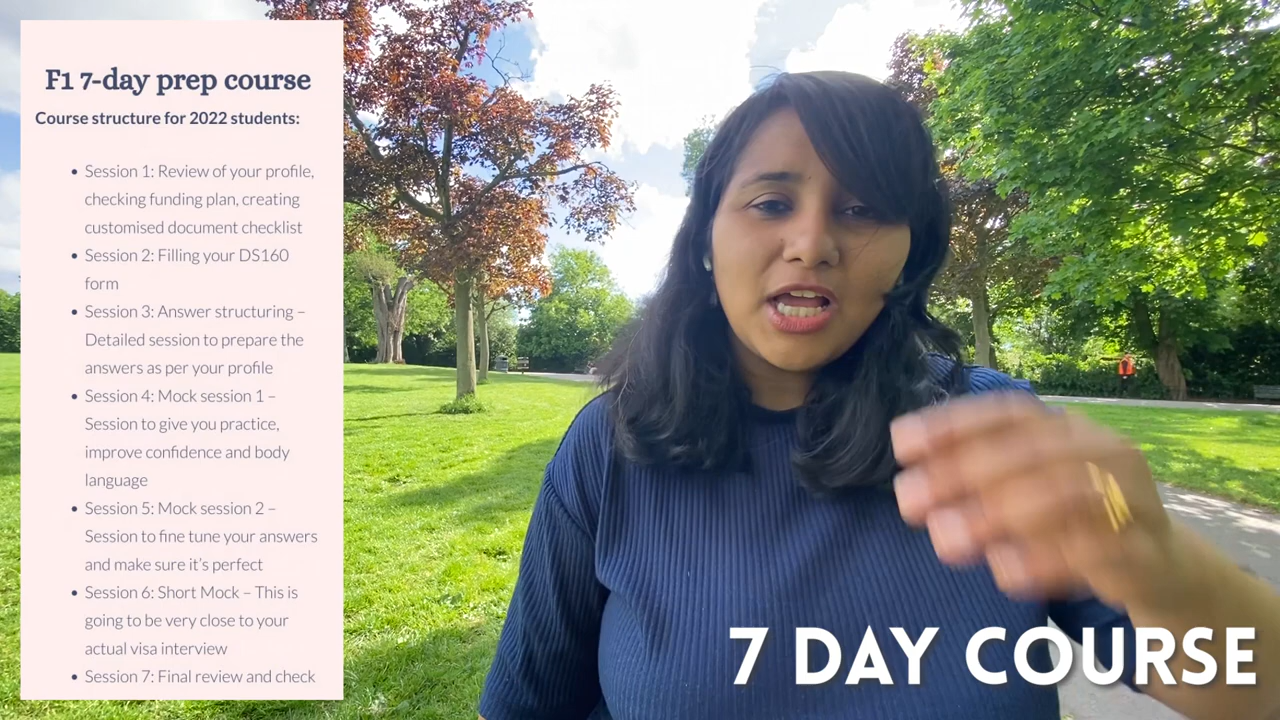 F1 7-day prep course
Course structure for 2022 students:
• Session 1: Review of your profile,
checking funding plan, creating
customised document checklist
• Session 2: Filling your DS160
form
• Session 3: Answer structuring –
Detailed session to prepare the
answers as per your profile
• Session 4: Mock session 1 –
Session to give you practice,
improve confidence and body
language
• Session 5: Mock session 2 –
Session to fine tune your answers
and make sure it's perfect
• Session 6: Short Mock – This is
going to be very close to your
actual visa interview
• Session 7: Final review and check
7 DAY COURSE